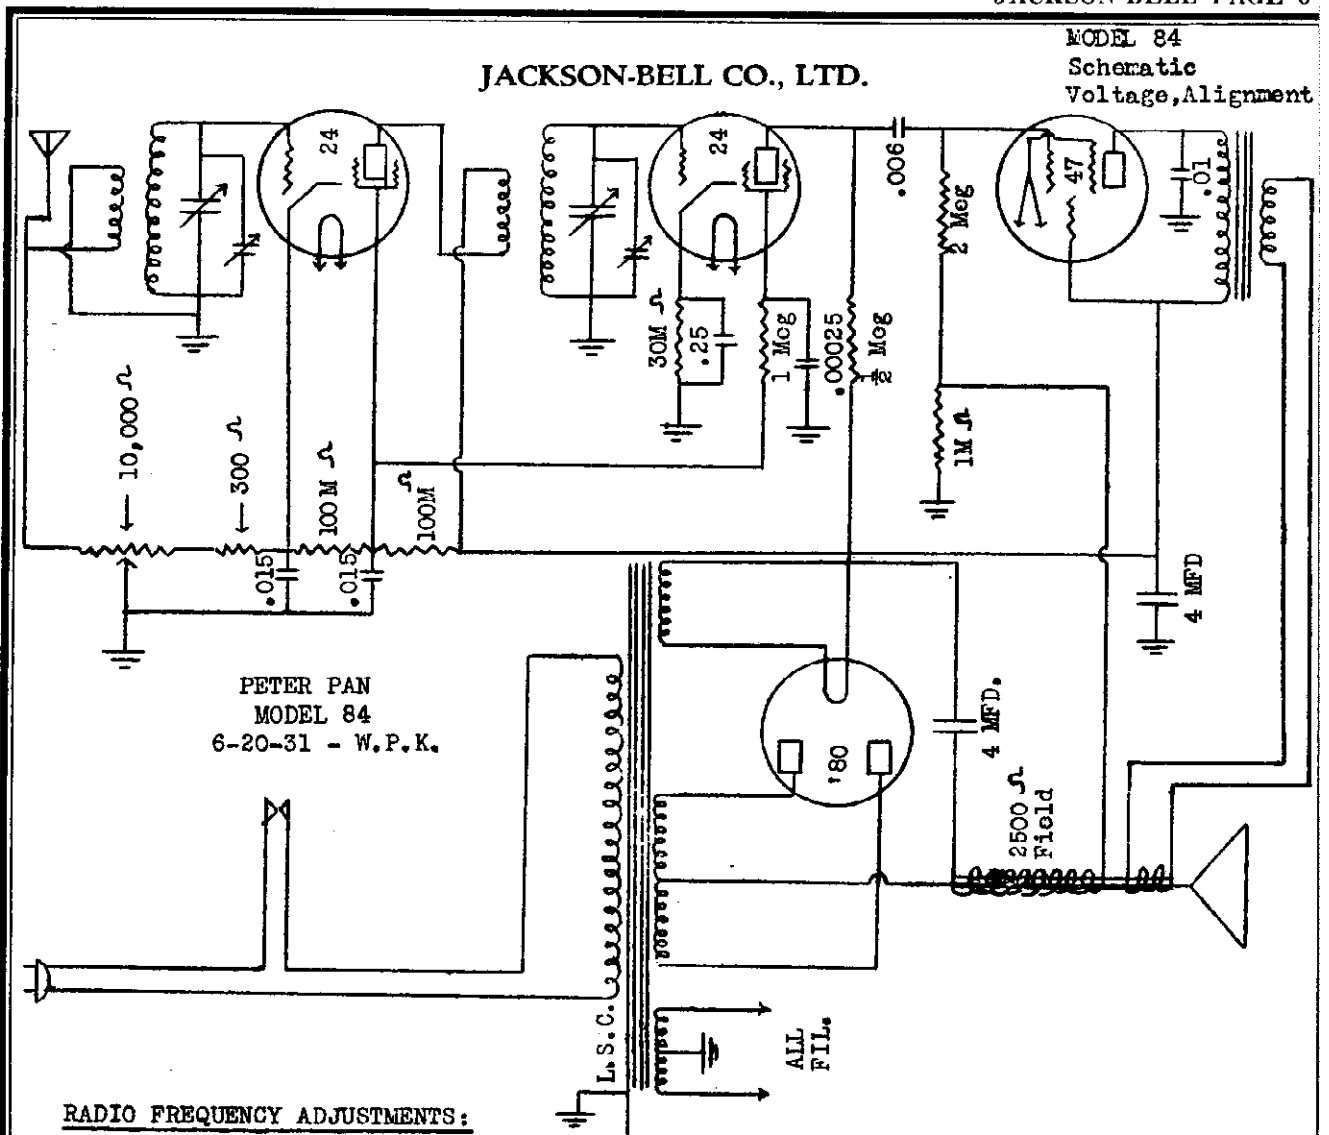 JACKSON-BELL CO., LTD.
MODEL 84
Schematic
Voltage,Alignment
24
24
47
.006
2 Meg
.01
30M Ω
.25
1 Meg
.00025
½ Meg
1M Ω
10,000 Ω
300 Ω
100M Ω
100M Ω
.015
.015
4 MFD
PETER PAN
MODEL 84
6-20-31 - W.P.K.
'80
4 MFD.
2500 Ω
Field
L.S.C.
ALL
FIL.
RADIO FREQUENCY ADJUSTMENTS: